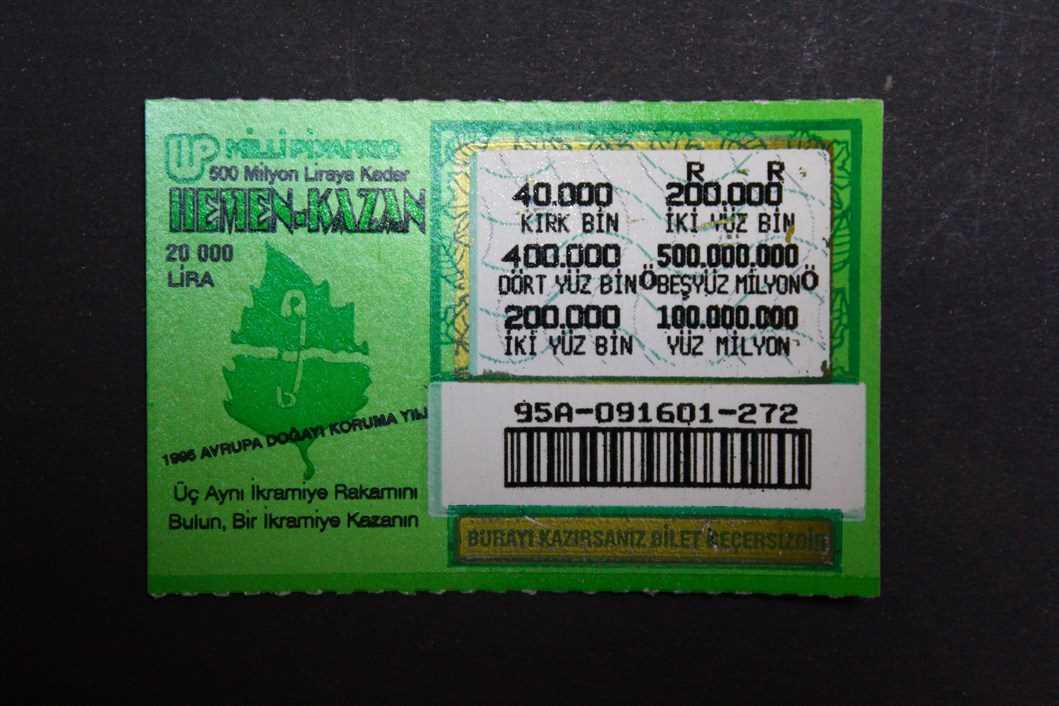 MİLLİ PİYANGO
500 Milyon Liraya Kadar
HEMEN-KAZAN
20 000
LİRA
1995 AVRUPA DOĞAYI KORUMA YILI
Üç Aynı İkramiye Rakamını
Bulun, Bir İkramiye Kazanın
R R
40.000 200.000
KIRK BİN İKİ YÜZ BİN
400.000 500.000.000
DÖRT YÜZ BİN Ö BEŞYÜZ MİLYON Ö
200.000 100.000.000
İKİ YÜZ BİN YÜZ MİLYON
95A-091601-272
BURAYI KAZIRSANIZ BİLET GEÇERSİZDİR